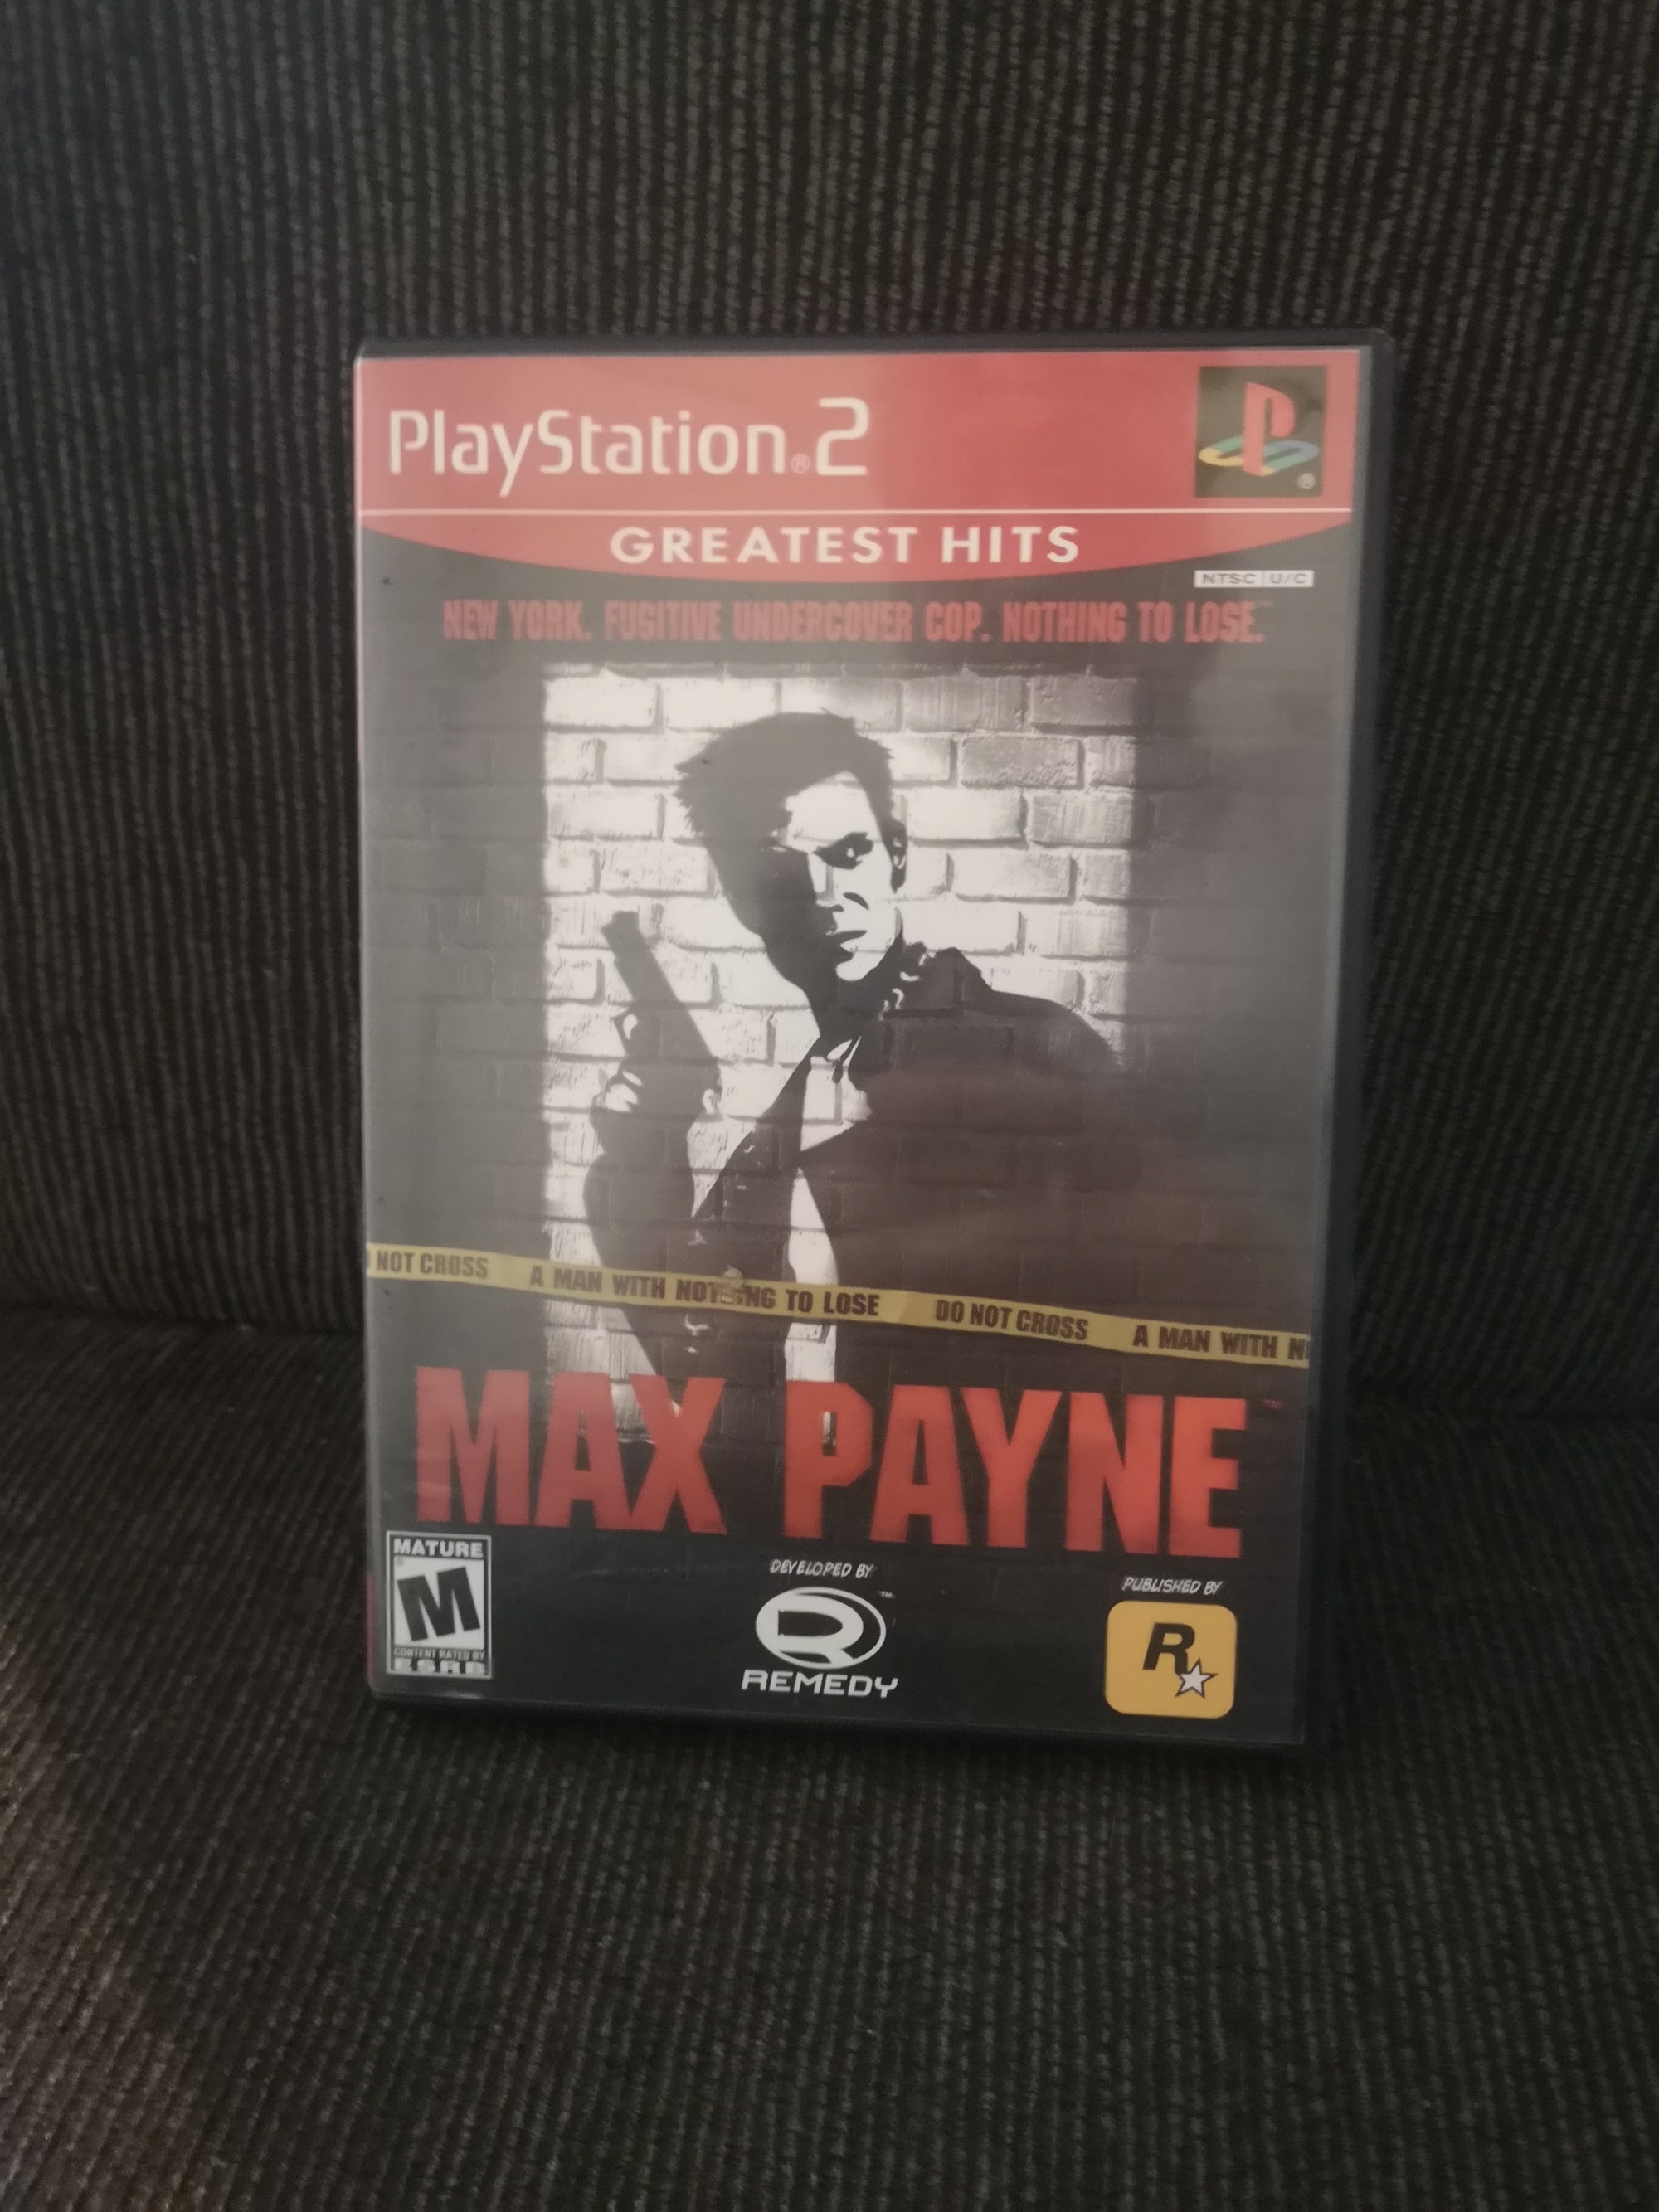 PlayStation®2
GREATEST HITS
NTSC U/C
NEW YORK. FUGITIVE UNDERCOVER COP. NOTHING TO LOSE.
NOT CROSS A MAN WITH NOTHING TO LOSE DO NOT CROSS A MAN WITH N
MAX PAYNE™
MATURE
M
CONTENT RATED BY
ESRB
DEVELOPED BY
REMEDY
PUBLISHED BY
R